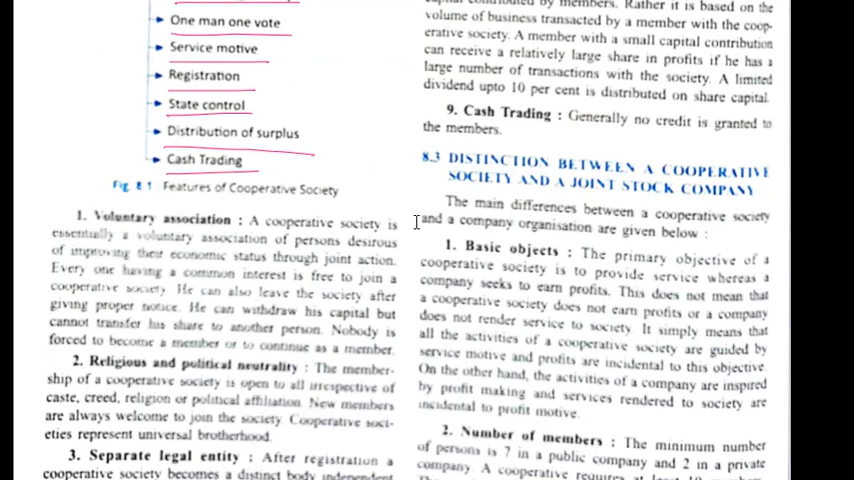 One man one vote
Service motive
Registration
State control
Distribution of surplus
Cash Trading
Fig. 8.1 Features of Cooperative Society
1. Voluntary association : A cooperative society is
essentially a voluntary association of persons desirous
of improving their economic status through joint action.
Every one having a common interest is free to join a
cooperative society. He can also leave the society after
giving proper notice. He can withdraw his capital but
cannot transfer his share to another person. Nobody is
forced to become a member or to continue as a member.
2. Religious and political neutrality : The member-
ship of a cooperative society is open to all irrespective of
caste, creed, religion or political affiliation. New members
are always welcome to join the society. Cooperative soci-
eties represent universal brotherhood.
3. Separate legal entity : After registration a
cooperative society becomes a distinct body independent
by members. Rather it is based on the
volume of business transacted by a member with the coop-
erative society. A member with a small capital contribution
can receive a relatively large share in profits if he has a
large number of transactions with the society. A limited
dividend upto 10 per cent is distributed on share capital.
9. Cash Trading : Generally no credit is granted to
the members.
8.3 DISTINCTION BETWEEN A COOPERATIVE
SOCIETY AND A JOINT STOCK COMPANY
The main differences between a cooperative society
and a company organisation are given below :
1. Basic objects : The primary objective of a
cooperative society is to provide service whereas a
company seeks to earn profits. This does not mean that
a cooperative society does not earn profits or a company
does not render service to society. It simply means that
all the activities of a cooperative society are guided by
service motive and profits are incidental to this objective.
On the other hand, the activities of a company are inspired
by profit making and services rendered to society are
incidental to profit motive.
2. Number of members : The minimum number
of persons is 7 in a public company and 2 in a private
company. A cooperative requires at least 10